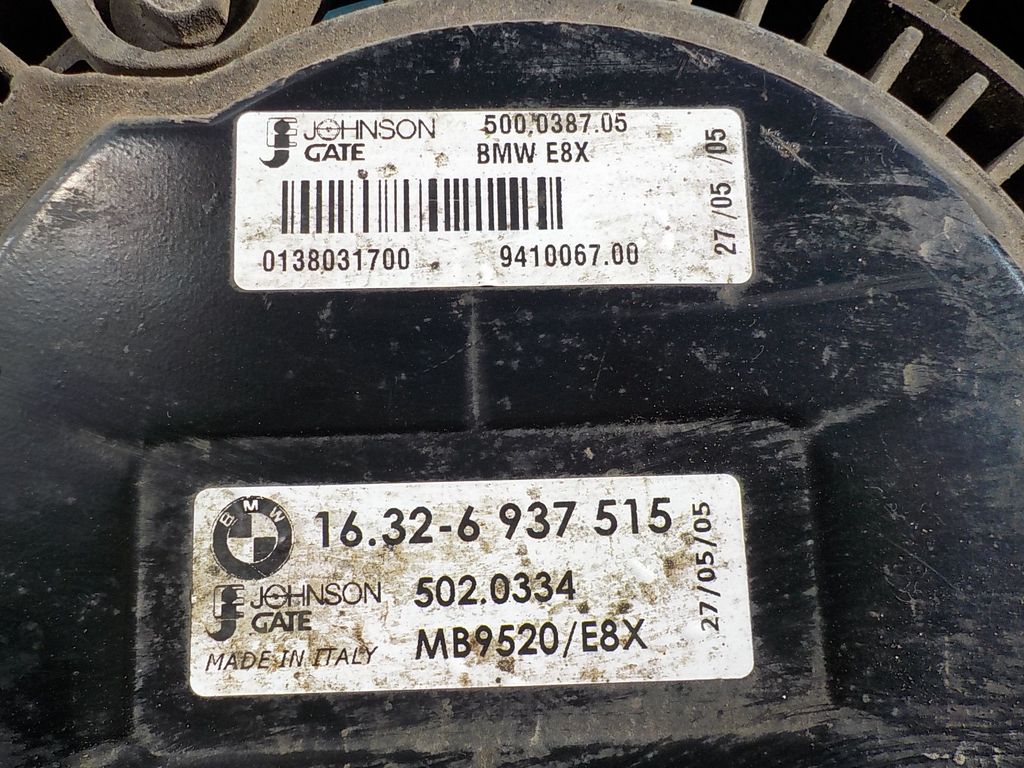 JOHNSON
GATE
500.0387.05
BMW E8X
27/05/05
0138031700
9410067.00
BMW
16.32-6 937 515
JOHNSON
GATE
502.0334
MB9520/E8X
MADE IN ITALY
27/05/05